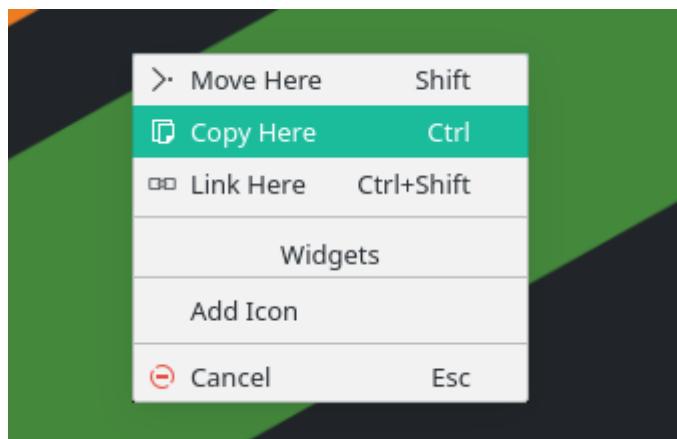 Move Here Shift
Copy Here Ctrl
Link Here Ctrl+Shift
Widgets
Add Icon
Cancel Esc